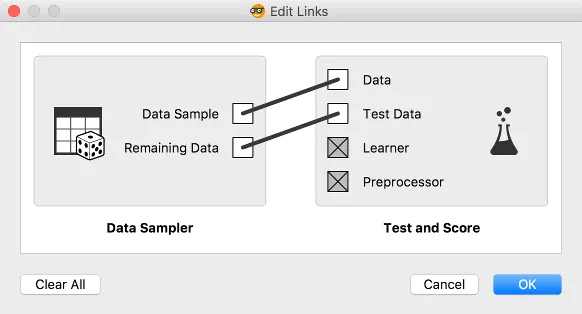 Edit Links
Data Sample
Remaining Data
Data Sampler
Data
Test Data
Learner
Preprocessor
Test and Score
Clear All
Cancel
OK